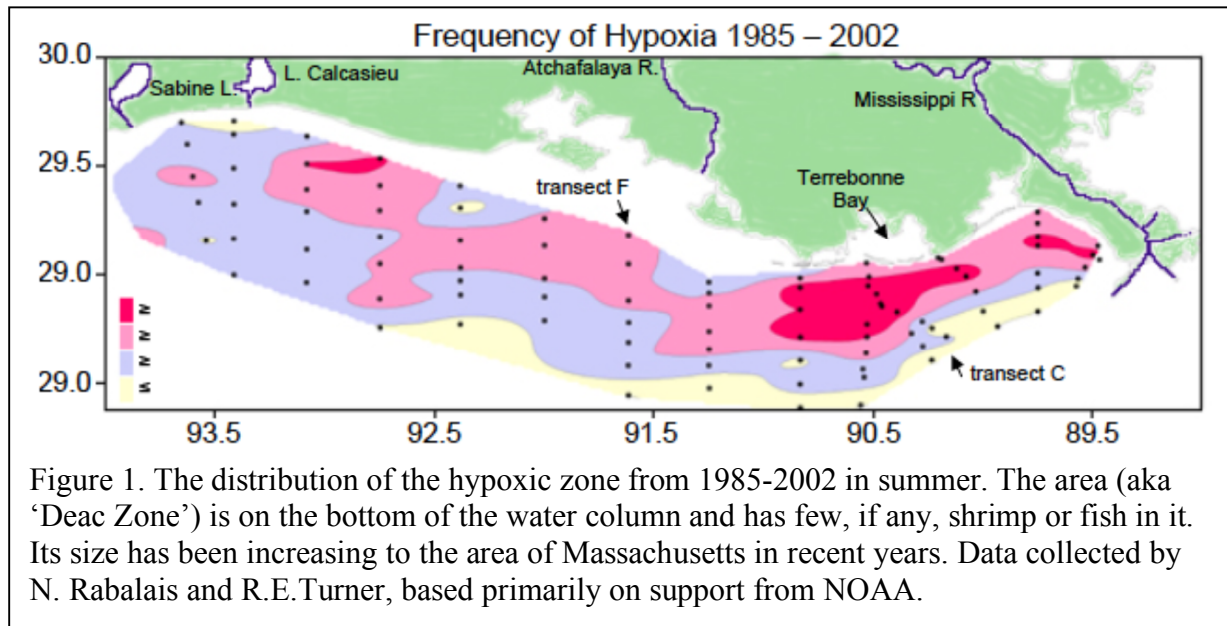 Frequency of Hypoxia 1985 – 2002
30.0
Sabine L.
L. Calcasieu
Atchafalaya R.
Mississippi R
29.5
transect F
Terrebonne
Bay
29.0
≥
≥
≥
≤
29.0
transect C
93.5
92.5
91.5
90.5
89.5
Figure 1. The distribution of the hypoxic zone from 1985-2002 in summer. The area (aka
‘Deac Zone’) is on the bottom of the water column and has few, if any, shrimp or fish in it.
Its size has been increasing to the area of Massachusetts in recent years. Data collected by
N. Rabalais and R.E.Turner, based primarily on support from NOAA.